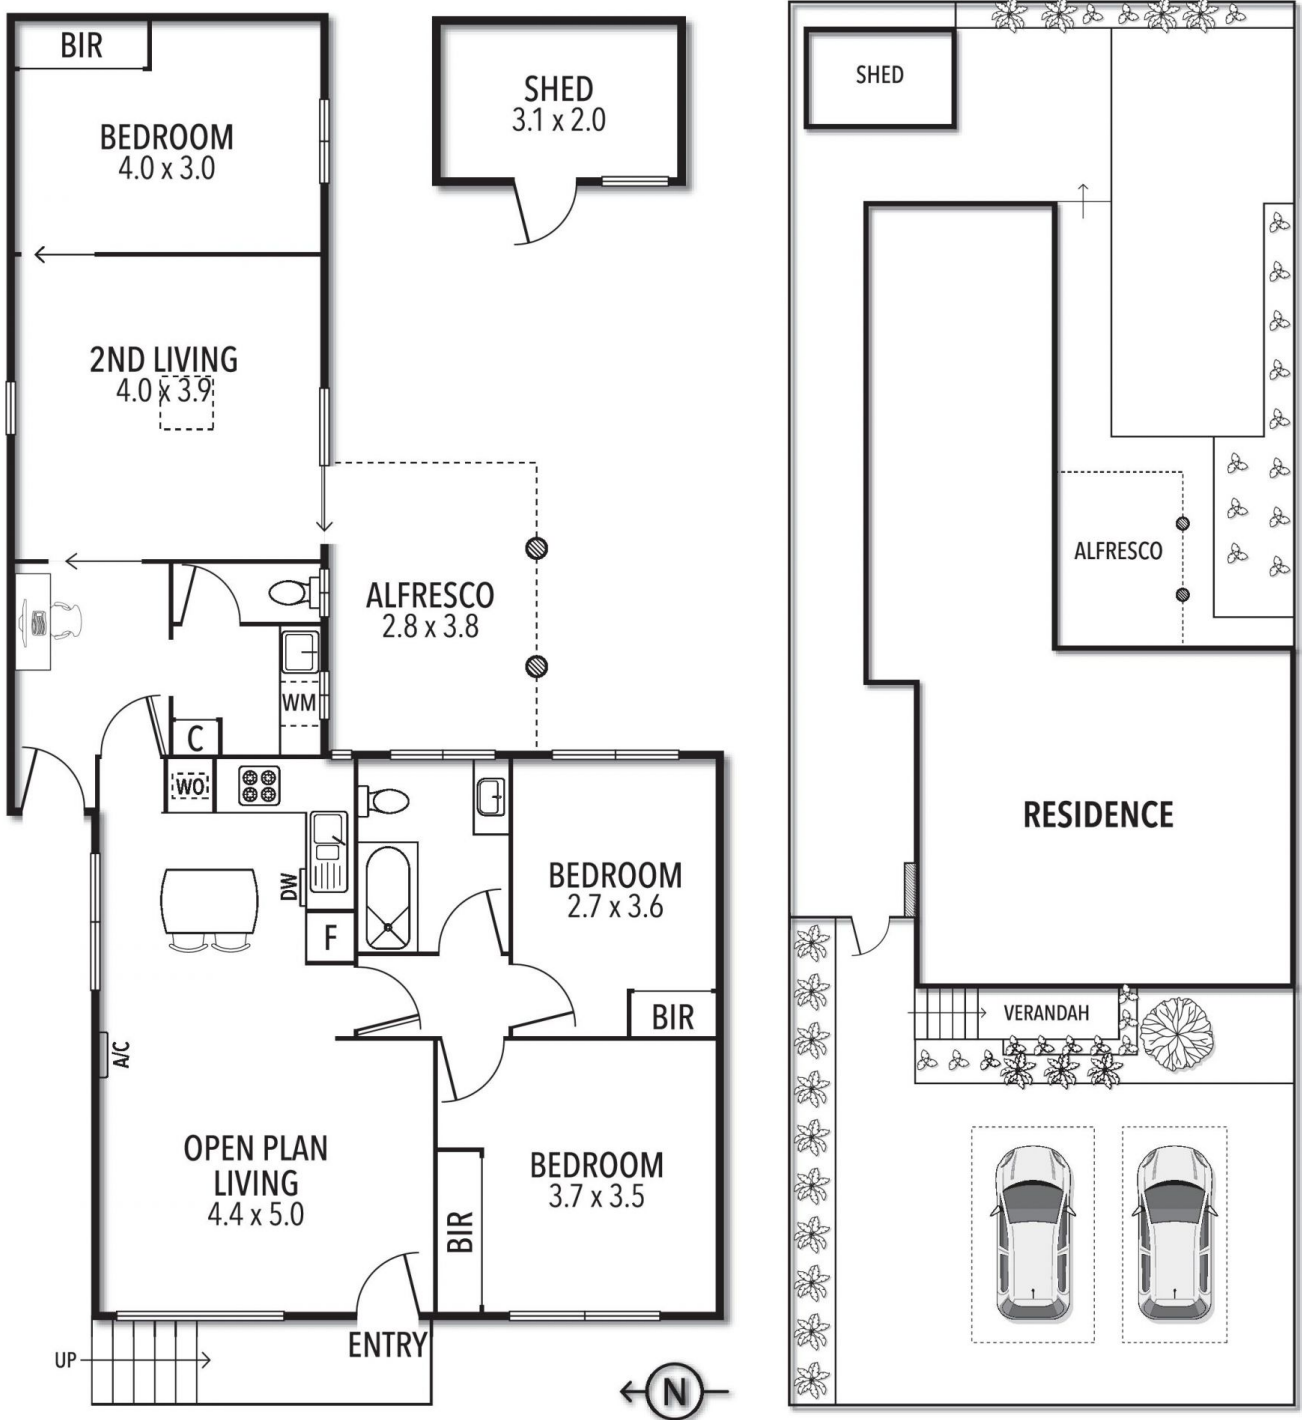 BIR
BEDROOM
4.0 x 3.0
2ND LIVING
4.0 x 3.9
SHED
3.1 x 2.0
ALFRESCO
2.8 x 3.8
WM
C
WO
DW
F
A/C
BEDROOM
2.7 x 3.6
BIR
OPEN PLAN
LIVING
4.4 x 5.0
BEDROOM
3.7 x 3.5
BIR
ENTRY
UP
N
SHED
ALFRESCO
RESIDENCE
VERANDAH